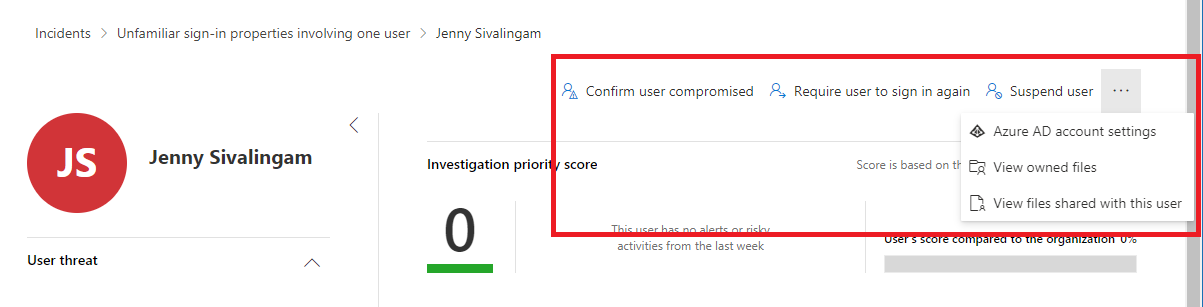 Incidents > Unfamiliar sign-in properties involving one user > Jenny Sivalingam
Confirm user compromised Require user to sign in again Suspend user ...
Azure AD account settings
View owned files
View files shared with this user
JS
Jenny Sivalingam
User threat
Investigation priority score
Score is based on th
0
This user has no alerts or risky
activities from the last week
User's score compared to the organization 0%